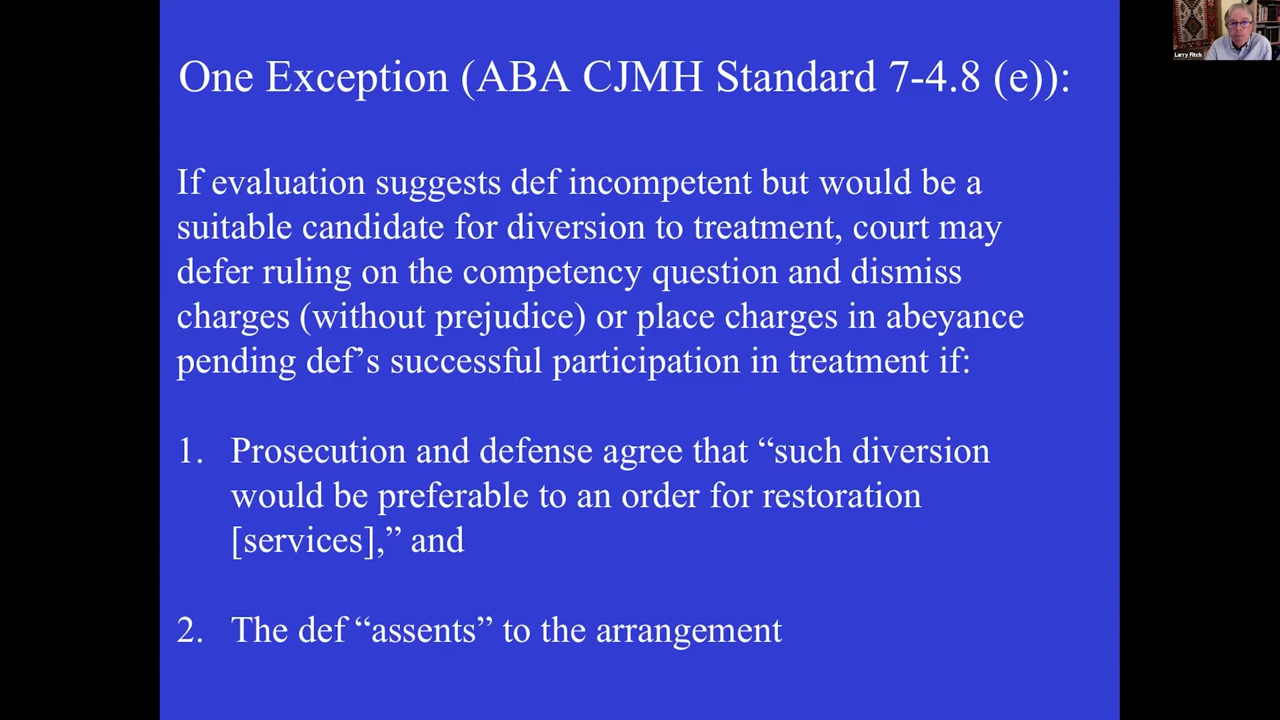 One Exception (ABA CJMH Standard 7-4.8 (e)):
Larry Fitch
If evaluation suggests def incompetent but would be a
suitable candidate for diversion to treatment, court may
defer ruling on the competency question and dismiss
charges (without prejudice) or place charges in abeyance
pending def’s successful participation in treatment if:
1. Prosecution and defense agree that “such diversion
would be preferable to an order for restoration
[services],” and
2. The def “assents” to the arrangement